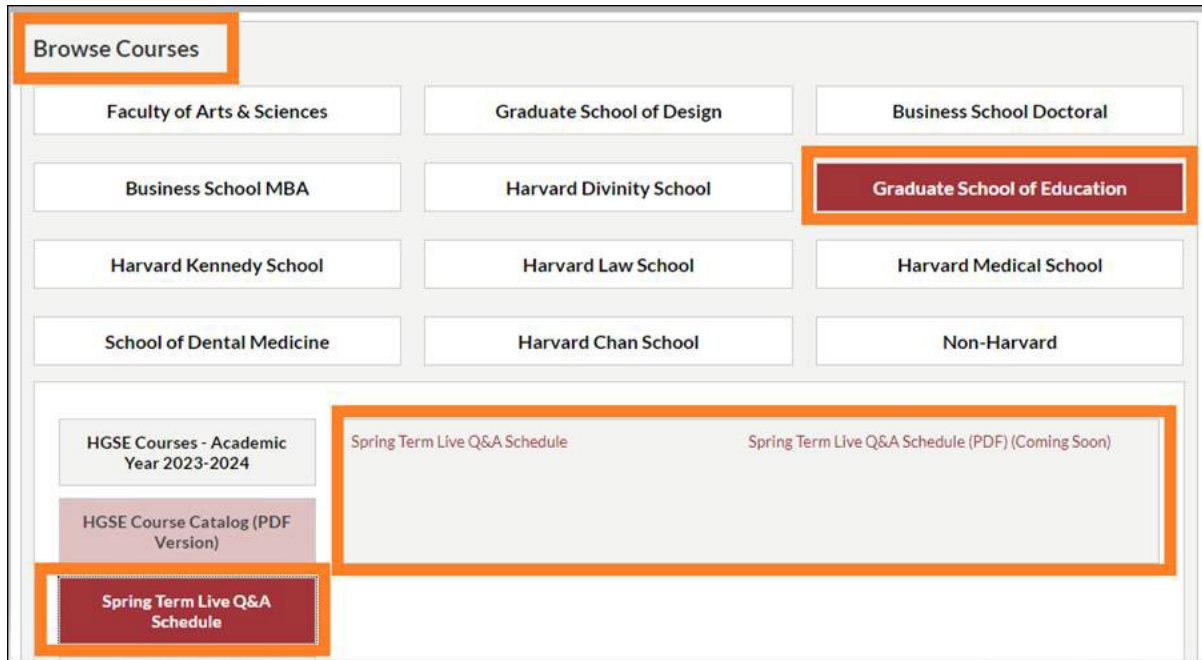 Browse Courses
Faculty of Arts & Sciences
Graduate School of Design
Business School Doctoral
Business School MBA
Harvard Divinity School
Graduate School of Education
Harvard Kennedy School
Harvard Law School
Harvard Medical School
School of Dental Medicine
Harvard Chan School
Non-Harvard
HGSE Courses - Academic
Year 2023-2024
HGSE Course Catalog (PDF
Version)
Spring Term Live Q&A
Schedule
Spring Term Live Q&A Schedule
Spring Term Live Q&A Schedule (PDF) (Coming Soon)